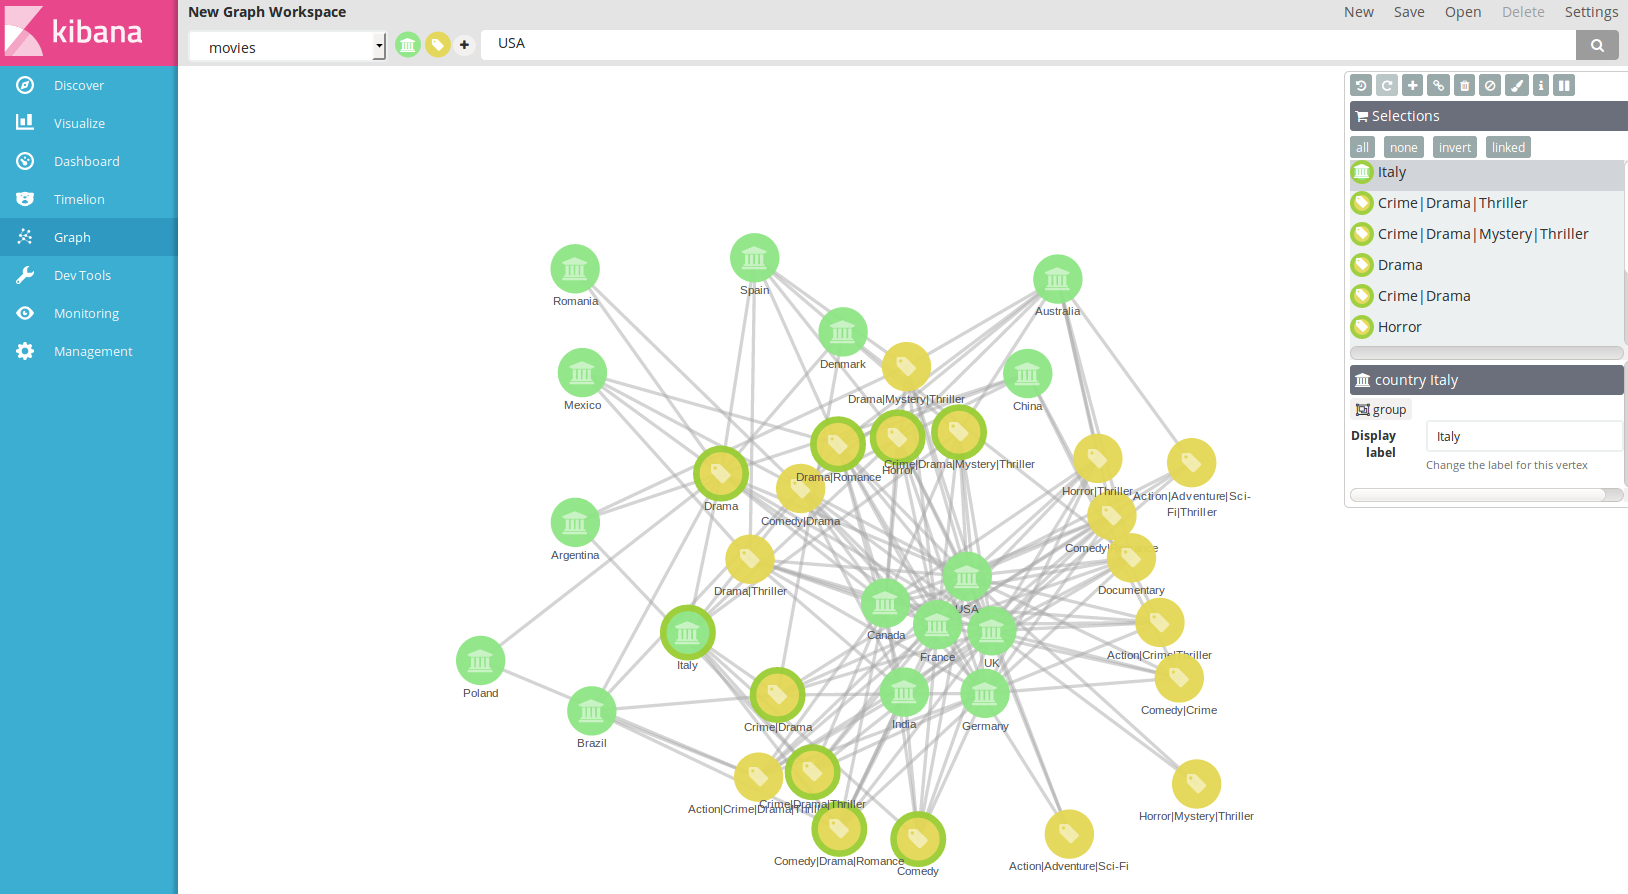 kibana
New Graph Workspace
New Save Open Delete Settings
movies
USA
Discover
Visualize
Dashboard
Timelion
Graph
Dev Tools
Monitoring
Management
Selections
all none invert linked
Italy
Crime|Drama|Thriller
Crime|Drama|Mystery|Thriller
Drama
Crime|Drama
Horror
country Italy
group
Display label
Italy
Change the label for this vertex
Romania
Spain
Australia
Denmark
Drama|Mystery|Thriller
Mexico
China
Drama|Romance
Horror
Crime|Drama|Mystery|Thriller
Horror|Thriller
Action|Adventure|Sci-
Fi|Thriller
Drama
Comedy|Drama
Argentina
Documentary
Drama|Thriller
USA
Canada
France
UK
Action|Crime|Thriller
Italy
Poland
Comedy|Crime
Crime|Drama
India
Germany
Brazil
Crime|Drama|Thriller
Action|Crime|Drama|Thrill
Horror|Mystery|Thriller
Comedy|Drama|Romance
Comedy
Action|Adventure|Sci-Fi